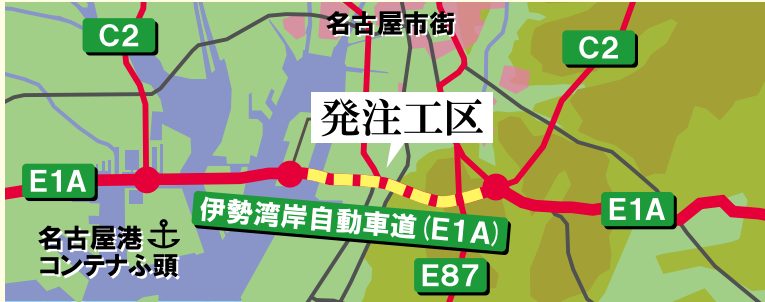 名古屋市街
C2
C2
発注工区
E1A
伊勢湾岸自動車道(E1A)
E1A
名古屋港
コンテナふ頭
E87